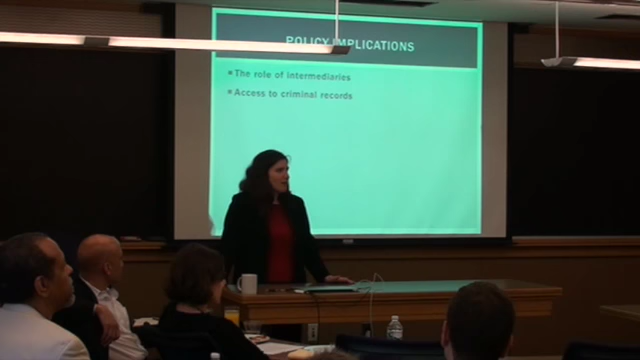 POLICY IMPLICATIONS
▪ The role of intermediaries
▪ Access to criminal records